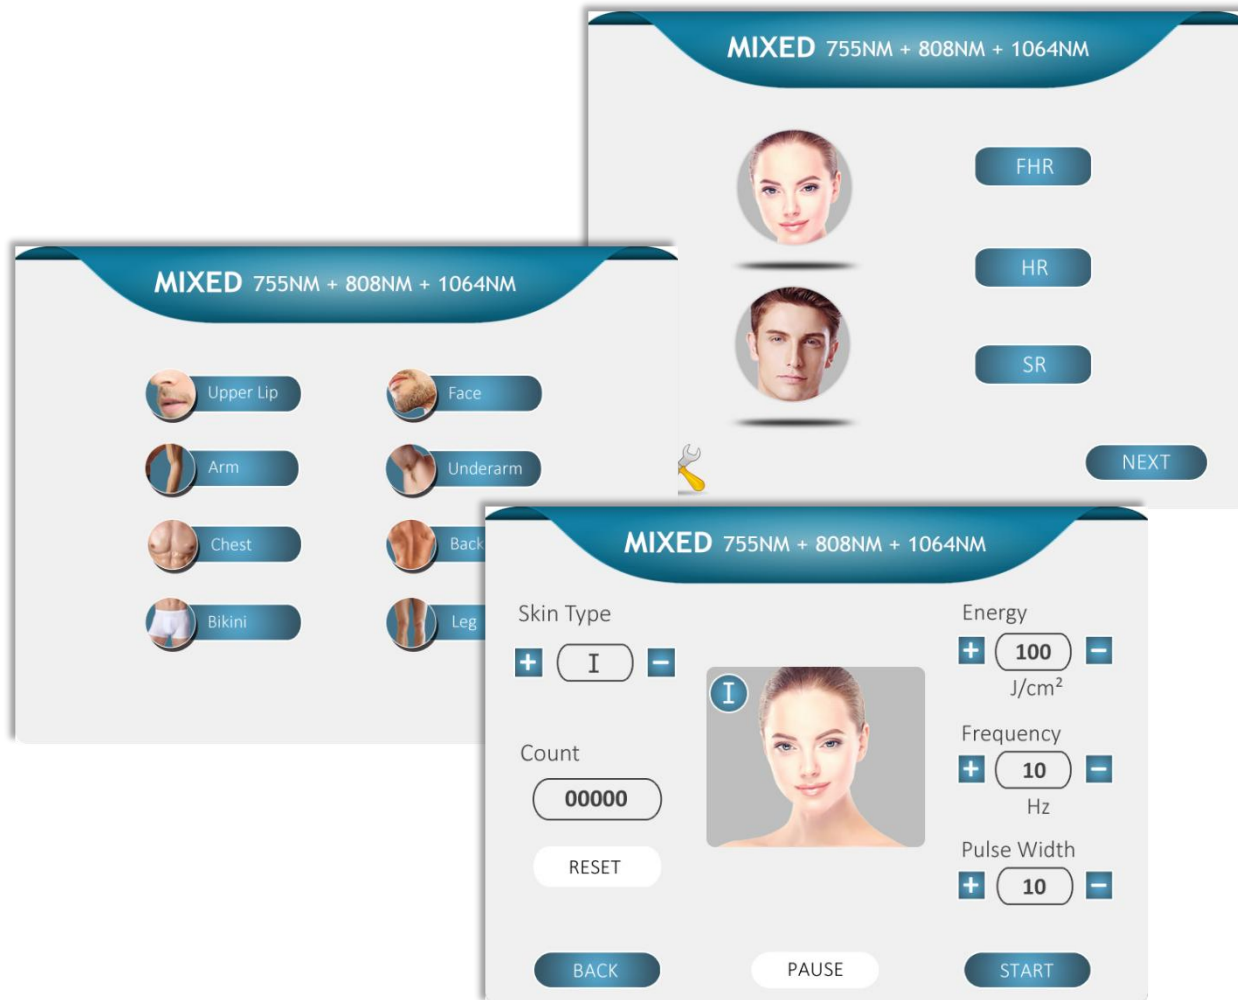 MIXED 755NM + 808NM + 1064NM
FHR
HR
SR
NEXT
MIXED 755NM + 808NM + 1064NM
Upper Lip
Face
Arm
Underarm
Chest
Back
Bikini
Leg
MIXED 755NM + 808NM + 1064NM
Skin Type
I
Count
00000
RESET
I
Energy
100
J/cm²
Frequency
10
Hz
Pulse Width
10
BACK
PAUSE
START